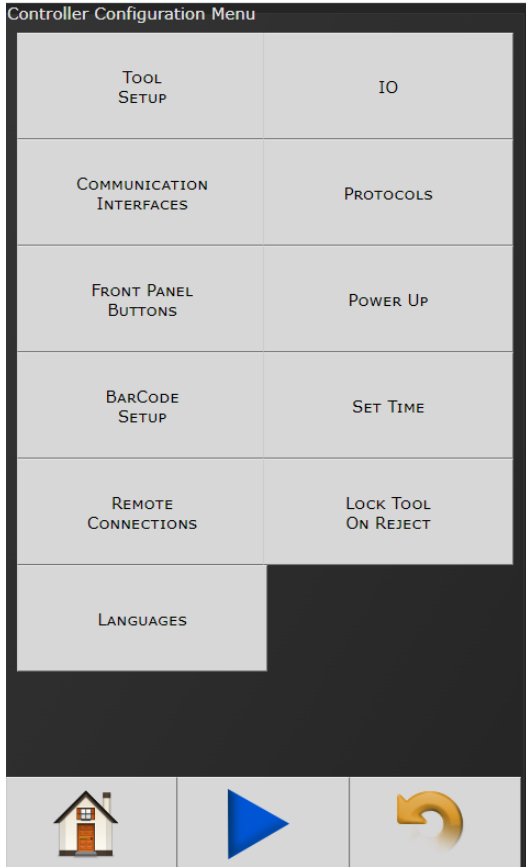 Controller Configuration Menu
Tool
Setup
IO
Communication
Interfaces
Protocols
Front Panel
Buttons
Power Up
BarCode
Setup
Set Time
Remote
Connections
Lock Tool
On Reject
Languages